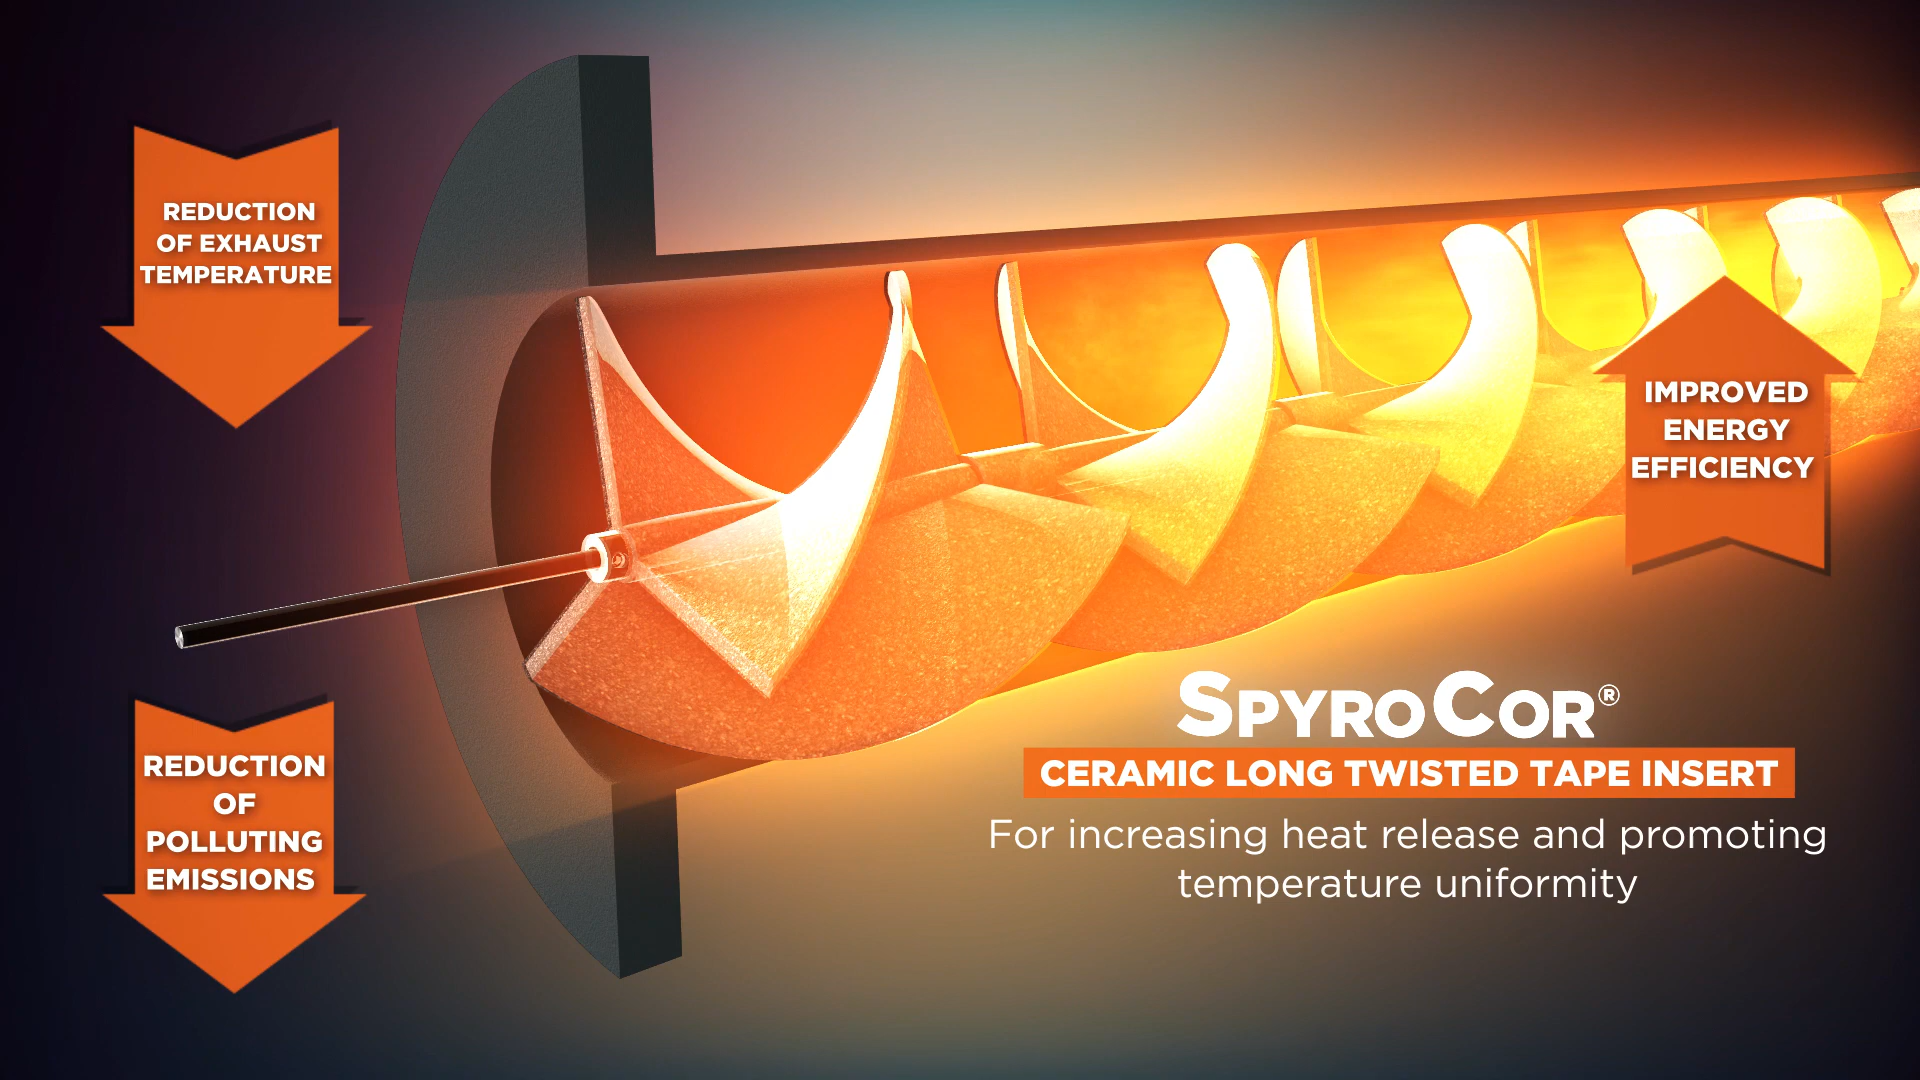 REDUCTION
OF EXHAUST
TEMPERATURE
IMPROVED
ENERGY
EFFICIENCY
SPYROCOR®
CERAMIC LONG TWISTED TAPE INSERT
For increasing heat release and promoting
temperature uniformity
REDUCTION
OF
POLLUTING
EMISSIONS